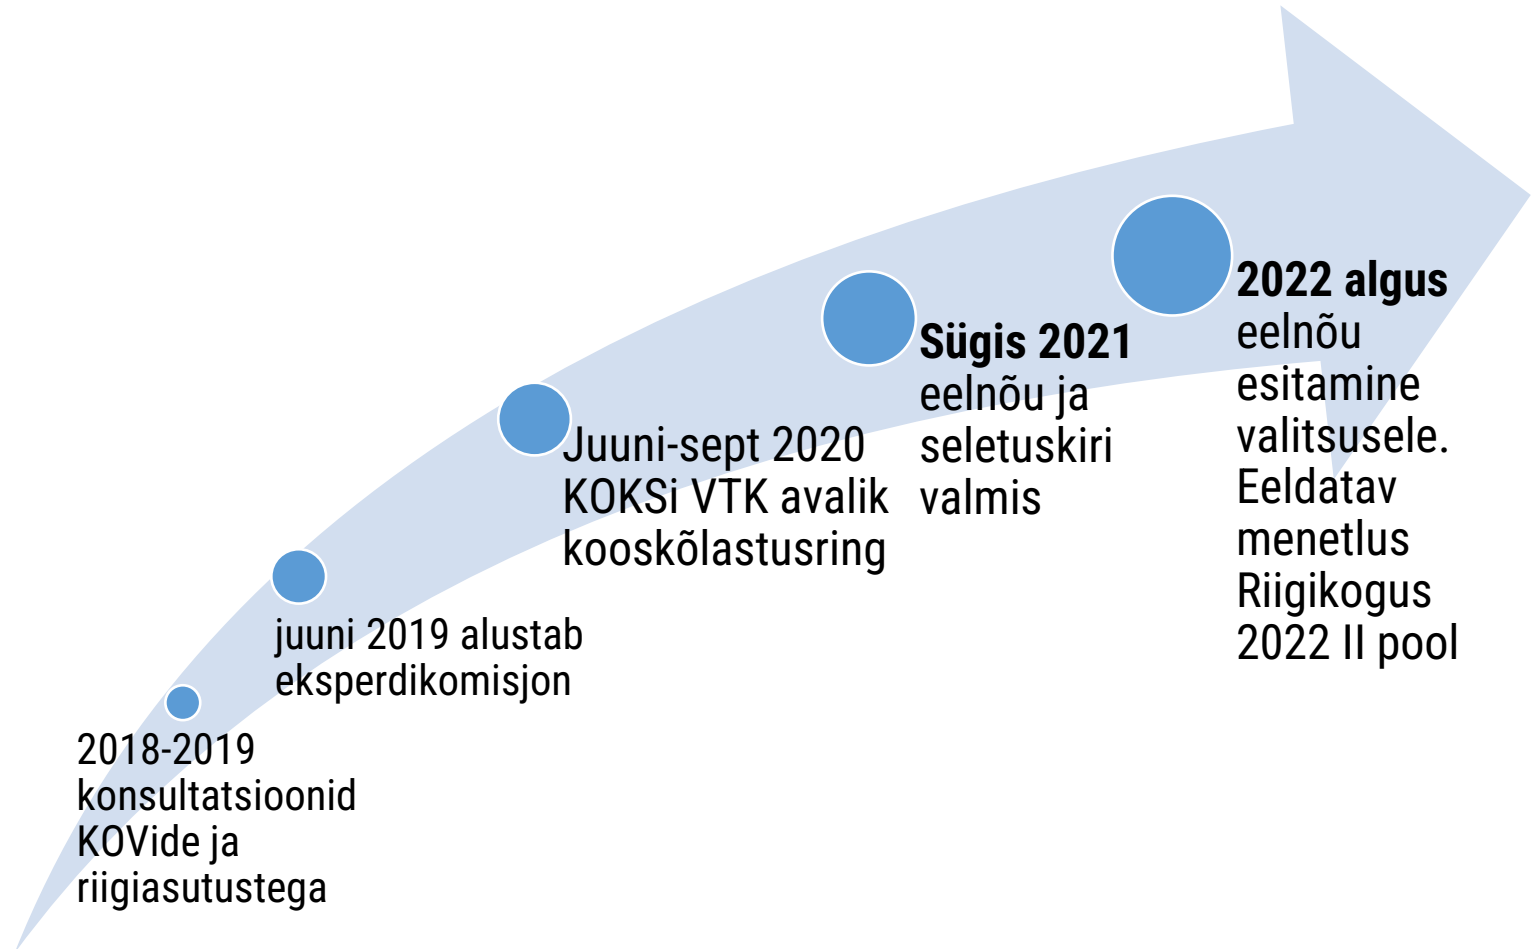 2018-2019
konsultatsioonid
KOVide ja
riigiasutustega
juuni 2019 alustab
eksperdikomisjon
Juuni-sept 2020
KOKSi VTK avalik
kooskõlastusring
Sügis 2021
eelnõu ja
seletuskiri
valmis
2022 algus
eelnõu
esitamine
valitsusele.
Eeldatav
menetlus
Riigikogus
2022 II pool